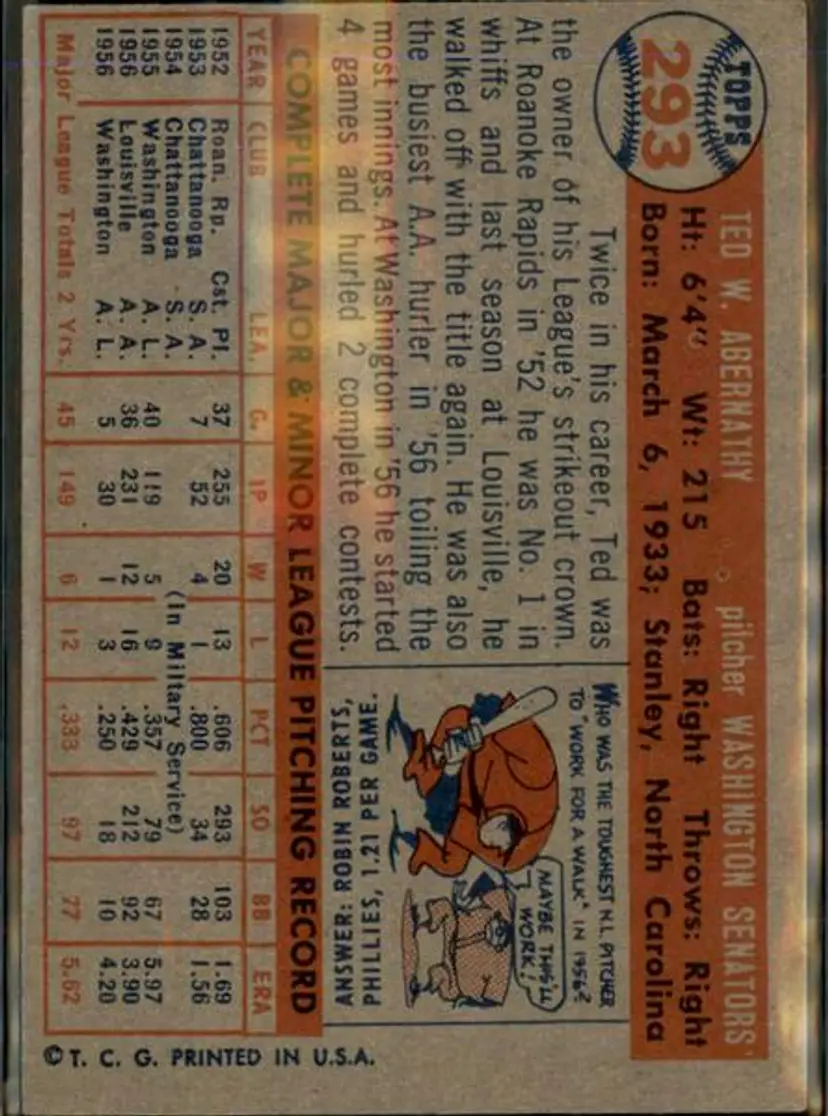 TOPPS
293
TED W. ABERNATHY pitcher WASHINGTON SENATORS
Ht: 6'4" Wt: 215 Bats: Right Throws: Right
Born: March 6, 1933; Stanley, North Carolina
Twice in his career, Ted was
the owner of his League's strikeout crown.
At Roanoke Rapids in '52 he was No. 1 in
whiffs and last season at Louisville, he
walked off with the title again. He was also
the busiest A.A. hurler in '56 toiling the
most innings. At Washington in '56 he started
4 games and hurled 2 complete contests.
WHO WAS THE TOUGHEST N.L. PITCHER
TO "WORK FOR A WALK" IN 1956?
MAYBE THIS'LL
WORK!
ANSWER: ROBIN ROBERTS,
PHILLIES, 1.21 PER GAME.
COMPLETE MAJOR & MINOR LEAGUE PITCHING RECORD
YEAR CLUB LEA. G. IP W L PCT SO BB ERA
1952 Roan. Rp. Cst. Pl. 37 255 20 13 .606 293 103 1.69
1953 Chattanooga S. A. 7 52 4 1 .800 34 28 1.56
1954 Chattanooga S. A. (In Military Service)
1955 Washington A. L. 40 119 5 9 .357 79 67 5.97
1956 Louisville A. A. 36 231 12 16 .429 212 92 3.90
1956 Washington A. L. 5 30 1 3 .250 18 10 4.20
Major League Totals 2 Yrs. 45 149 6 12 .333 97 77 5.62
© T. C. G. PRINTED IN U.S.A.